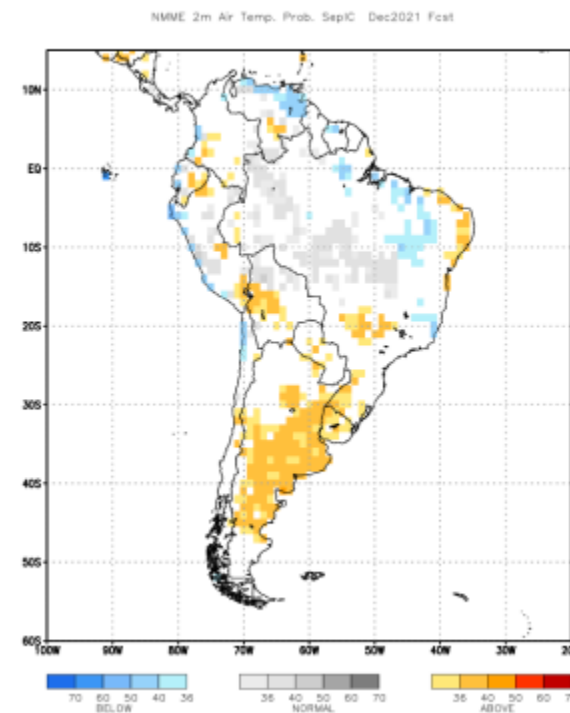 NMME 2m Air Temp. Prob. SepIC Dec2021 Fcst
10N
EQ
10S
20S
30S
40S
50S
60S
100W 90W 80W 70W 60W 50W 40W 30W 20
70 60 50 40 36
BELOW
36 40 50 60 70
NORMAL
36 40 50 60 70
ABOVE